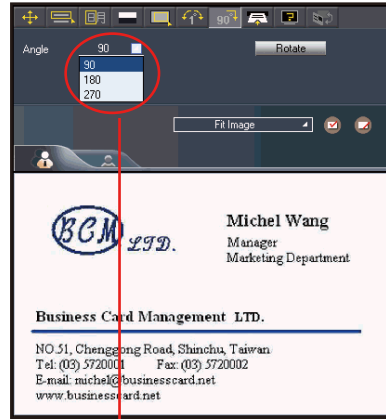 90
Angle 90 Rotate
90
180
270
Fit Image
BCM LTD.
Michel Wang
Manager
Marketing Department
Business Card Management LTD.
NO.51, Chenggong Road, Shinchu, Taiwan
Tel: (03) 5720001 Fax: (03) 5720002
E-mail: michel@businesscard.net
www.businesscard.net